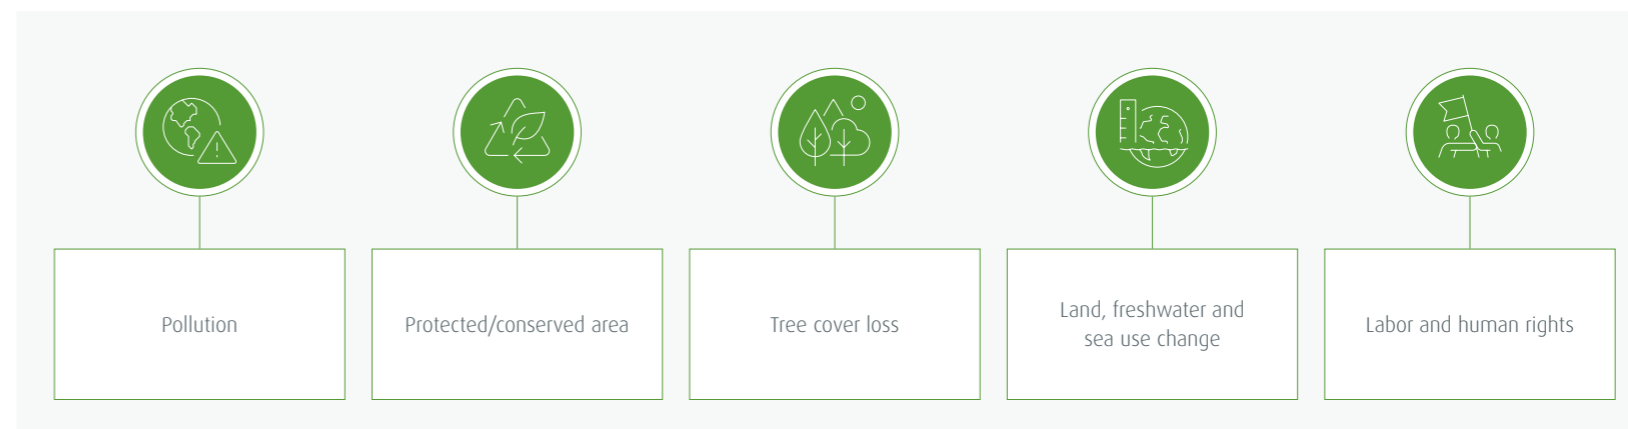 Pollution
Protected/conserved area
Tree cover loss
Land, freshwater and
sea use change
Labor and human rights